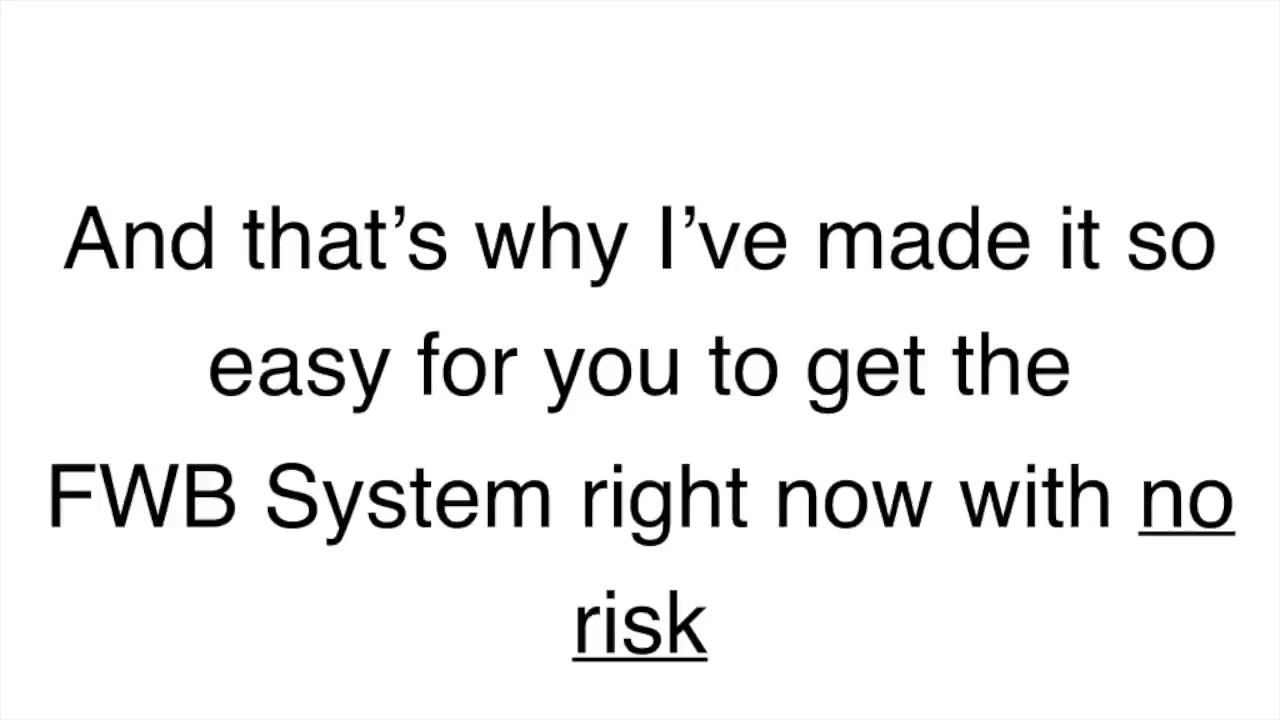 And that’s why I’ve made it so
easy for you to get the
FWB System right now with no
risk